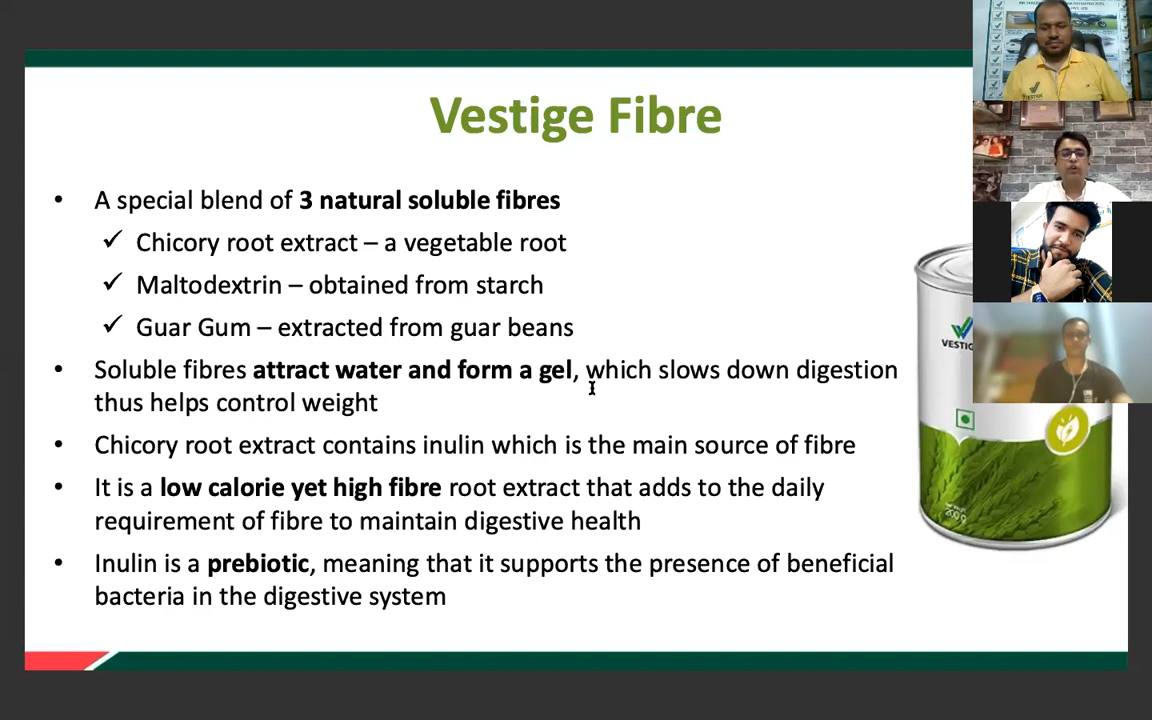 Vestige Fibre
• A special blend of 3 natural soluble fibres
✓ Chicory root extract – a vegetable root
✓ Maltodextrin – obtained from starch
✓ Guar Gum – extracted from guar beans
• Soluble fibres attract water and form a gel, which slows down digestion
thus helps control weight
• Chicory root extract contains inulin which is the main source of fibre
• It is a low calorie yet high fibre root extract that adds to the daily
requirement of fibre to maintain digestive health
• Inulin is a prebiotic, meaning that it supports the presence of beneficial
bacteria in the digestive system
VESTIG